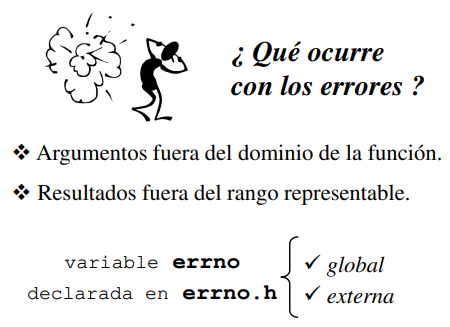 ¿ Qué ocurre
con los errores ?
❖ Argumentos fuera del dominio de la función.
❖ Resultados fuera del rango representable.
variable errno
declarada en errno.h
✓ global
✓ externa